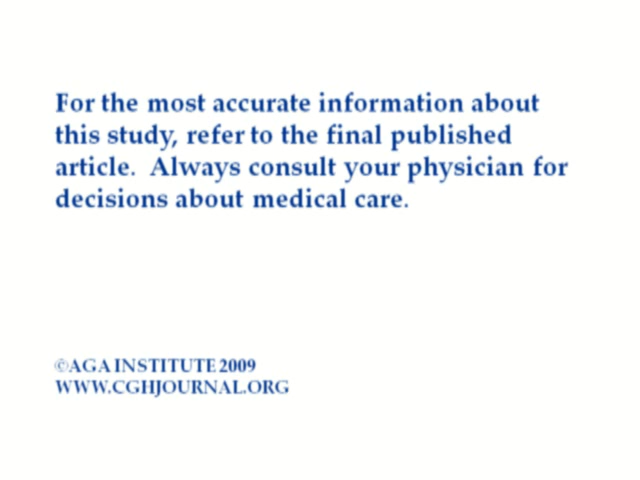 For the most accurate information about
this study, refer to the final published
article. Always consult your physician for
decisions about medical care.
©AGA INSTITUTE 2009
WWW.CGHJOURNAL.ORG